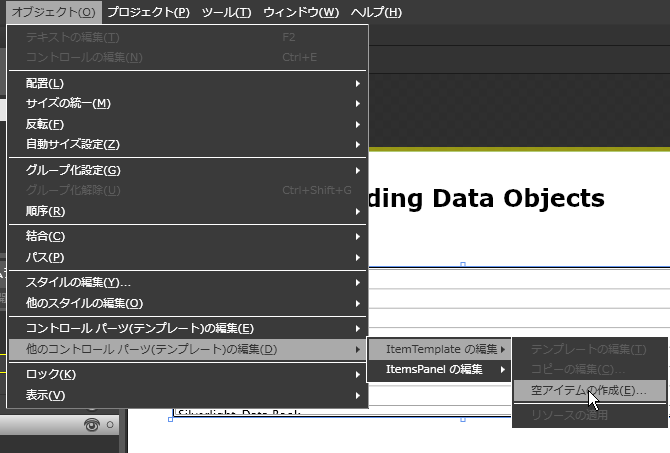 オブジェクト(O) プロジェクト(P) ツール(T) ウィンドウ(W) ヘルプ(H)
テキストの編集(T) F2
コントロールの編集(N) Ctrl+E
配置(L)
サイズの統一(M)
反転(F)
自動サイズ設定(Z)
グループ化設定(G)
グループ化解除(U) Ctrl+Shift+G
順序(R)
ding Data Objects
結合(C)
パス(P)
スタイルの編集(Y)...
他のスタイルの編集(O)
コントロール パーツ(テンプレート)の編集(E)
他のコントロール パーツ(テンプレート)の編集(D)
ItemTemplate の編集
テンプレートの編集(T)
ItemsPanel の編集
コピーの編集(C)...
空アイテムの作成(E)...
リソースの適用
ロック(K)
表示(V)